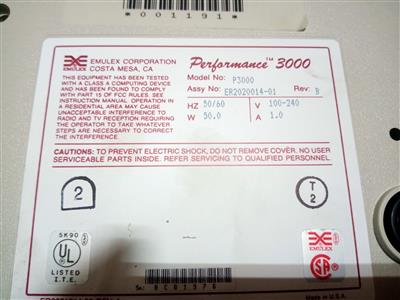 *001191*
EMULEX
EMULEX CORPORATION
COSTA MESA, CA
THIS EQUIPMENT HAS BEEN TESTED
WITH A CLASS A COMPUTING DEVICE
AND HAS BEEN FOUND TO COMPLY
WITH PART 15 OF FCC RULES. SEE
INSTRUCTION MANUAL. OPERATION IN
A RESIDENTIAL AREA MAY CAUSE
UNACCEPTABLE INTERFERENCE TO
RADIO AND TV RECEPTION REQUIRING
THE OPERATOR TO TAKE WHATEVER
STEPS ARE NECESSARY TO CORRECT
THE INTERFERENCE.
Performance™ 3000
Model No: P3000
Assy No: ER2020014-01 Rev: B
HZ 50/60 V 100-240
W 50.0 A 1.0
CAUTIONS: TO PREVENT ELECTRIC SHOCK, DO NOT REMOVE COVER. NO USER
SERVICEABLE PARTS INSIDE. REFER SERVICING TO QUALIFIED PERSONNEL.
2
T
2
5K90
UL
LISTED
I.T.E.
EMULEX
SA
Made in U.S.A.